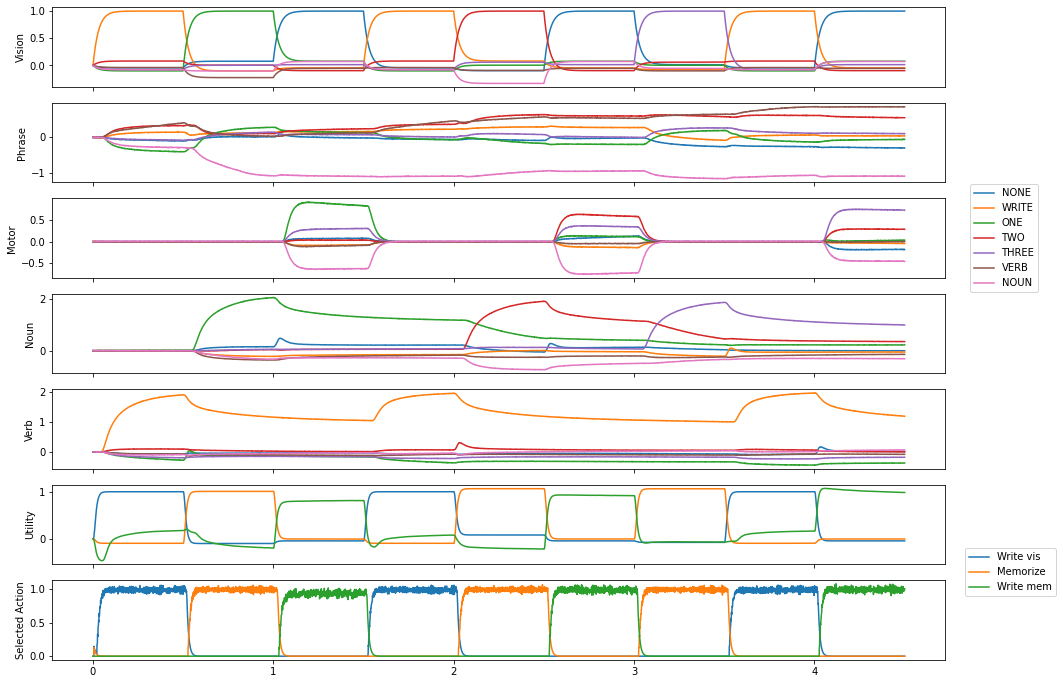 Vision
1.0
0.5
0.0
Phrase
0
−1
Motor
0.5
0.0
−0.5
Noun
2
0
Verb
2
1
0
Utility
1
0
Selected Action
1.0
0.5
0.0
0 1 2 3 4
NONE
WRITE
ONE
TWO
THREE
VERB
NOUN
Write vis
Memorize
Write mem